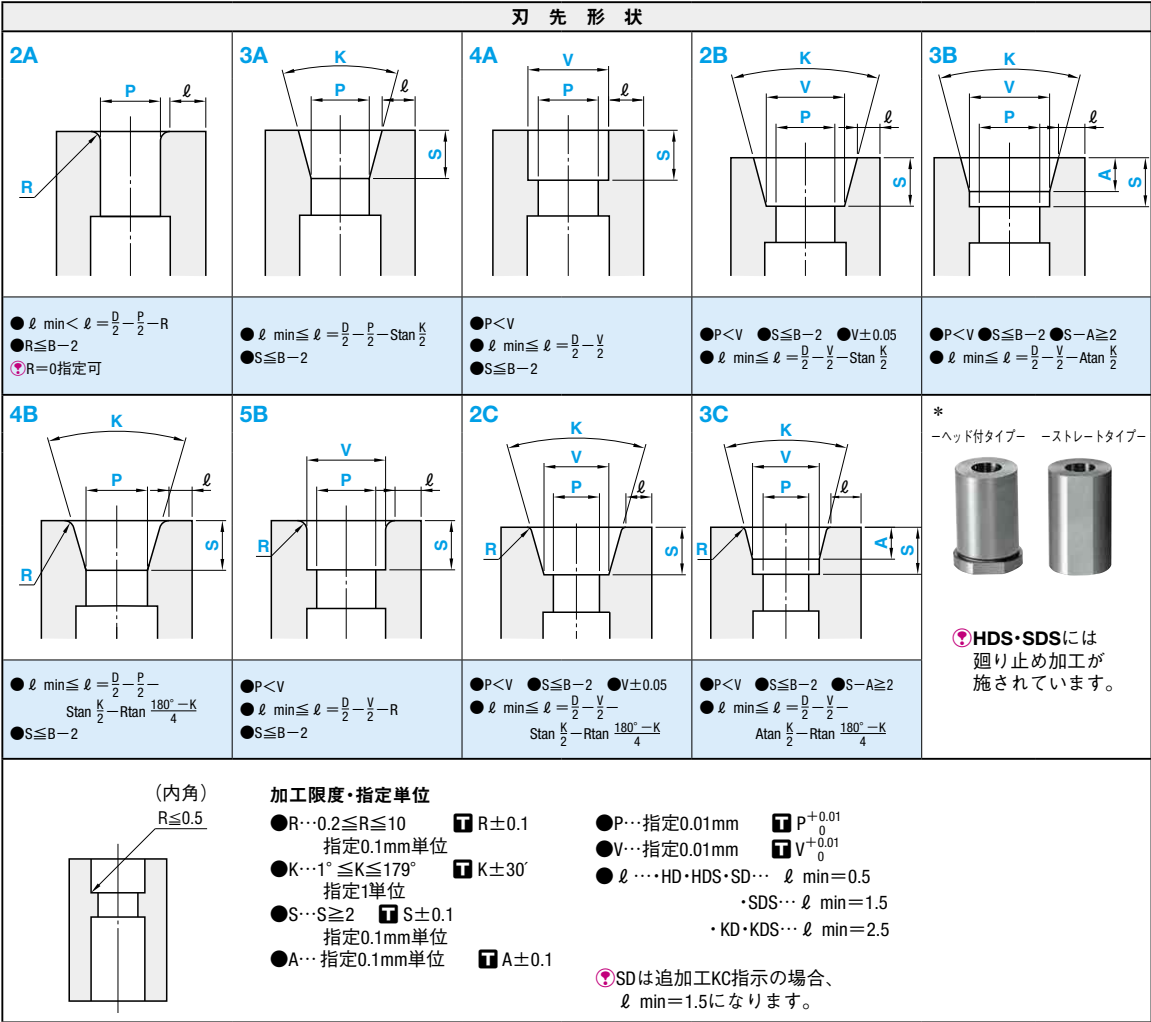 刃先形状
2A
P
ℓ
R
3A
K
P
ℓ
S
4A
V
P
ℓ
S
2B
K
V
P
ℓ
S
3B
K
V
P
ℓ
A
S
●ℓ min< ℓ=D/2−P/2−R
●R≦B−2
R=0指定可
●ℓ min≦ ℓ=D/2−P/2−Stan K/2
●S≦B−2
●P<V
●ℓ min≦ ℓ=D/2−V/2
●S≦B−2
●P<V ●S≦B−2 ●V±0.05
●ℓ min≦ ℓ=D/2−V/2−Stan K/2
●P<V ●S≦B−2 ●S−A≧2
●ℓ min≦ ℓ=D/2−V/2−Atan K/2
4B
K
P
ℓ
R
S
5B
V
P
ℓ
R
S
2C
K
V
P
ℓ
R
S
3C
K
V
P
ℓ
R
A
S
*
−ヘッド付タイプ− −ストレートタイプ−
HDS・SDSには
廻り止め加工が
施されています。
●ℓ min≦ ℓ=D/2−P/2−
Stan K/2−Rtan 180°−K/4
●S≦B−2
●P<V
●ℓ min≦ ℓ=D/2−V/2−R
●S≦B−2
●P<V ●S≦B−2 ●V±0.05
●ℓ min≦ ℓ=D/2−V/2−
Stan K/2−Rtan 180°−K/4
●P<V ●S≦B−2 ●S−A≧2
●ℓ min≦ ℓ=D/2−V/2−
Atan K/2−Rtan 180°−K/4
(内角)
R≦0.5
加工限度・指定単位
●R…0.2≦R≦10 T R±0.1
指定0.1mm単位
●K…1°≦K≦179° T K±30′
指定1単位
●S…S≧2 T S±0.1
指定0.1mm単位
●A…指定0.1mm単位 T A±0.1
●P…指定0.01mm T P+0.01 0
●V…指定0.01mm T V+0.01 0
●ℓ…・HD・HDS・SD… ℓ min=0.5
・SDS… ℓ min=1.5
・KD・KDS… ℓ min=2.5
SDは追加工KC指示の場合、
ℓ min=1.5になります。